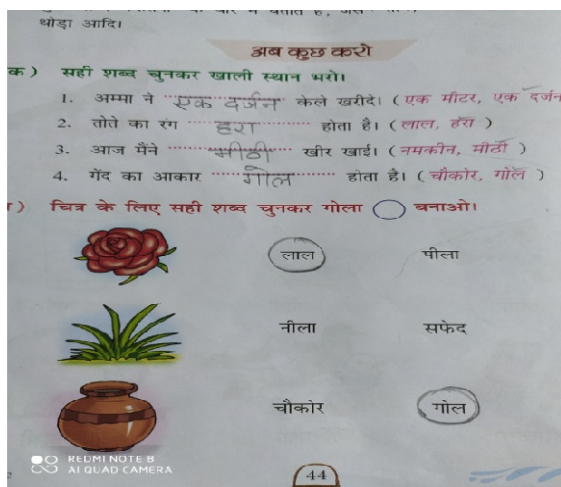 थोड़ा आदि।
अब कुछ करो
क) सही शब्द चुनकर खाली स्थान भरो।
1. अम्मा ने एक दर्जन केले खरीदे। (एक मीटर, एक दर्जन
2. तोते का रंग हरा होता है। (लाल, हरा)
3. आज मैंने मीठी खीर खाई। (नमकीन, मीठी)
4. गेंद का आकार गोल होता है। (चौकोर, गोल)
) चित्र के लिए सही शब्द चुनकर गोला ◯ बनाओ।
लाल पीला
नीला सफेद
चौकोर गोल
REDMI NOTE 8
AI QUAD CAMERA
44